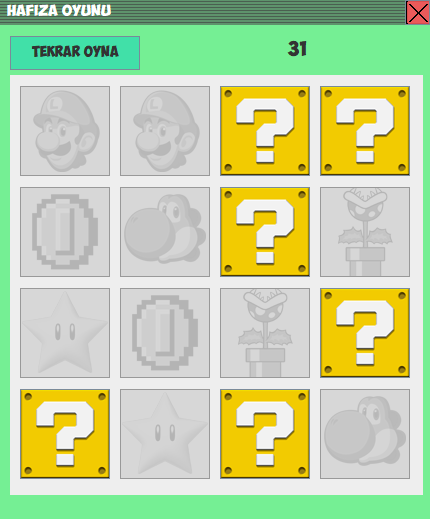 HAFIZA OYUNU
TEKRAR OYNA
31
L L
? ?
?
?
? ?